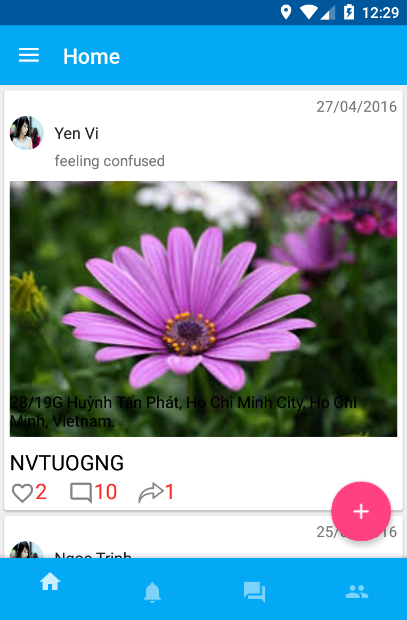 12:29
Home
27/04/2016
Yen Vi
feeling confused
28/19G Huỳnh Tấn Phát, Ho Chi Minh City, Ho Chi
Minh, Vietnam.
NVTUOGNG
2 10 1
Ngoc Trinh